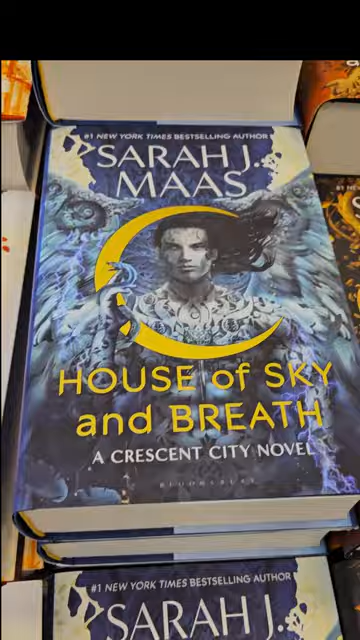 #1 NEW YORK TIMES BESTSELLING AUTHOR
SARAH J.
MAAS
HOUSE of SKY
and BREATH
A CRESCENT CITY NOVEL
BLOOMSBURY
#1 NEW YORK TIMES BESTSELLING AUTHOR
SARAH J.